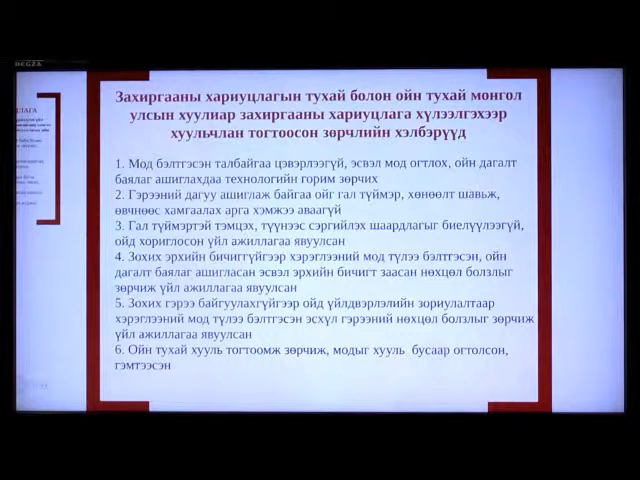 DEGZA
Захиргааны хариуцлагын тухай болон ойн тухай монгол
улсын хуулиар захиргааны хариуцлага хүлээлгэхээр
хуульчлан тогтоосон зөрчлийн хэлбэрүүд
1. Мод бэлтгэсэн талбайгаа цэвэрлээгүй, эсвэл мод огтлох, ойн дагалт
баялаг ашиглахдаа технологийн горим зөрчих
2. Гэрээний дагуу ашиглаж байгаа ойг гал түймэр, хөнөөлт шавьж,
өвчнөөс хамгаалах арга хэмжээ аваагүй
3. Гал түймэртэй тэмцэх, түүнээс сэргийлэх шаардлагыг биелүүлээгүй,
ойд хориглосон үйл ажиллагаа явуулсан
4. Зохих эрхийн бичиггүйгээр хэрэглээний мод түлээ бэлтгэсэн, ойн
дагалт баялаг ашигласан эсвэл эрхийн бичигт заасан нөхцөл болзлыг
зөрчиж үйл ажиллагаа явуулсан
5. Зохих гэрээ байгуулахгүйгээр ойд үйлдвэрлэлийн зориулалтаар
хэрэглээний мод түлээ бэлтгэсэн эсхүл гэрээний нөхцөл болзлыг зөрчиж
үйл ажиллагаа явуулсан
6. Ойн тухай хууль тогтоомж зөрчиж, модыг хууль бусаар огтолсон,
гэмтээсэн